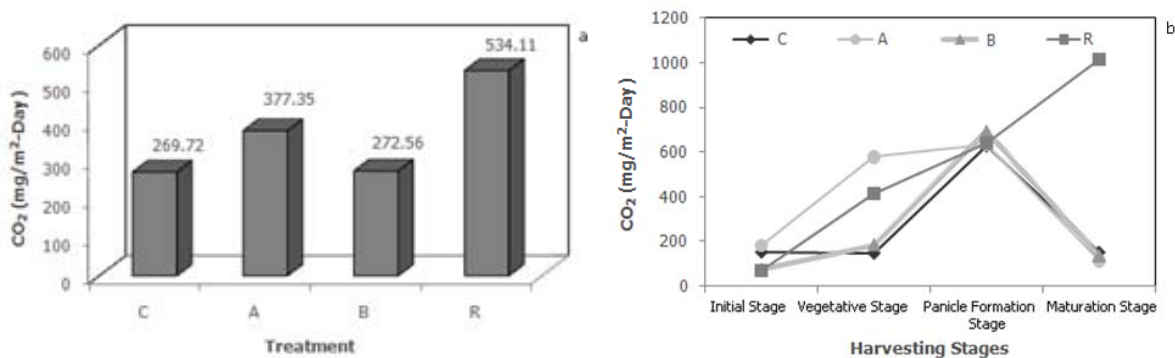 a
CO₂ (mg/m²-Day)
600
500
400
300
200
100
0
269.72
377.35
272.56
534.11
C A B R
Treatment
b
CO₂ (mg/m²-Day)
1200
1000
800
600
400
200
0
C A B R
Initial Stage Vegetative Stage Panicle Formation Maturation Stage
Stage
Harvesting Stages